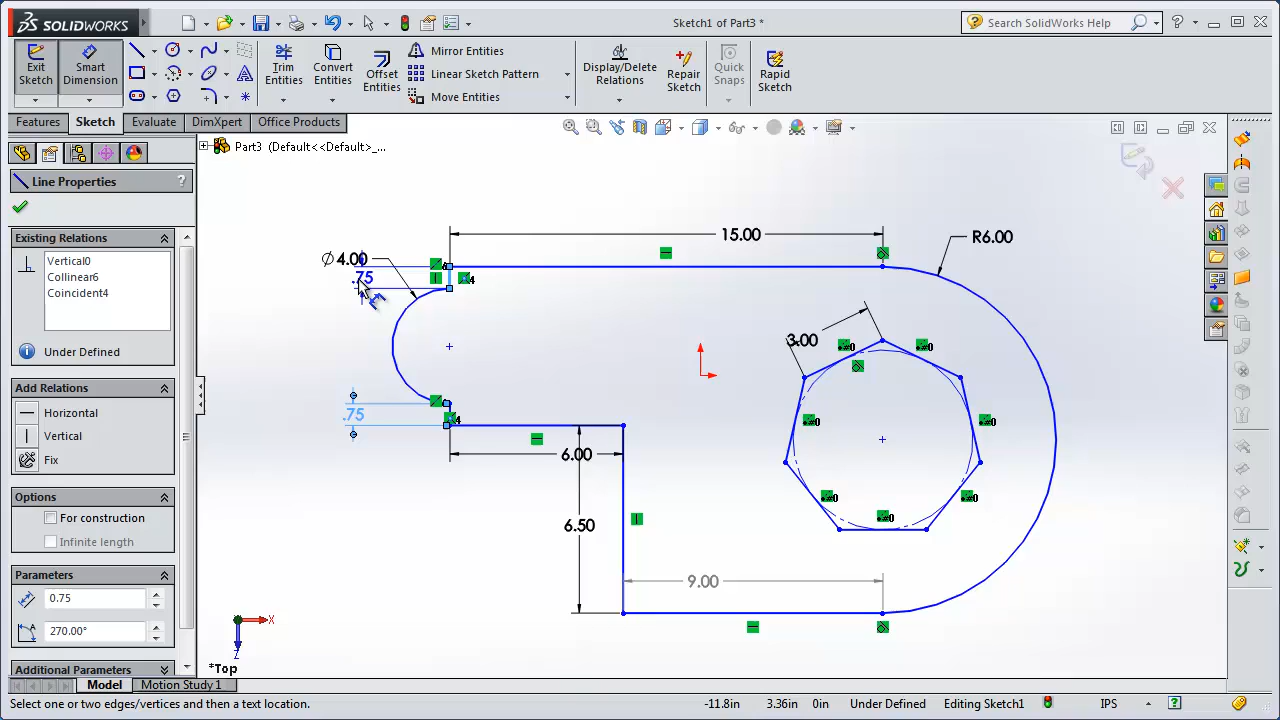 SOLIDWORKS
Sketch1 of Part3 *
Search SolidWorks Help
Exit Sketch
Smart Dimension
Trim Entities
Convert Entities
Offset Entities
Mirror Entities
Linear Sketch Pattern
Move Entities
Display/Delete Relations
Repair Sketch
Quick Snaps
Rapid Sketch
Features
Sketch
Evaluate
DimXpert
Office Products
Part3 (Default<<Default>_...
Line Properties
?
Existing Relations
Vertical0
Collinear6
Coincident4
Under Defined
Add Relations
Horizontal
Vertical
Fix
Options
For construction
Infinite length
Parameters
0.75
270.00°
Additional Parameters
15.00
R6.00
Ø4.00
.75
3.00
.75
6.00
6.50
9.00
X
Z
*Top
Model
Motion Study 1
Select one or two edges/vertices and then a text location.
-11.8in
3.36in
0in
Under Defined
Editing Sketch1
IPS